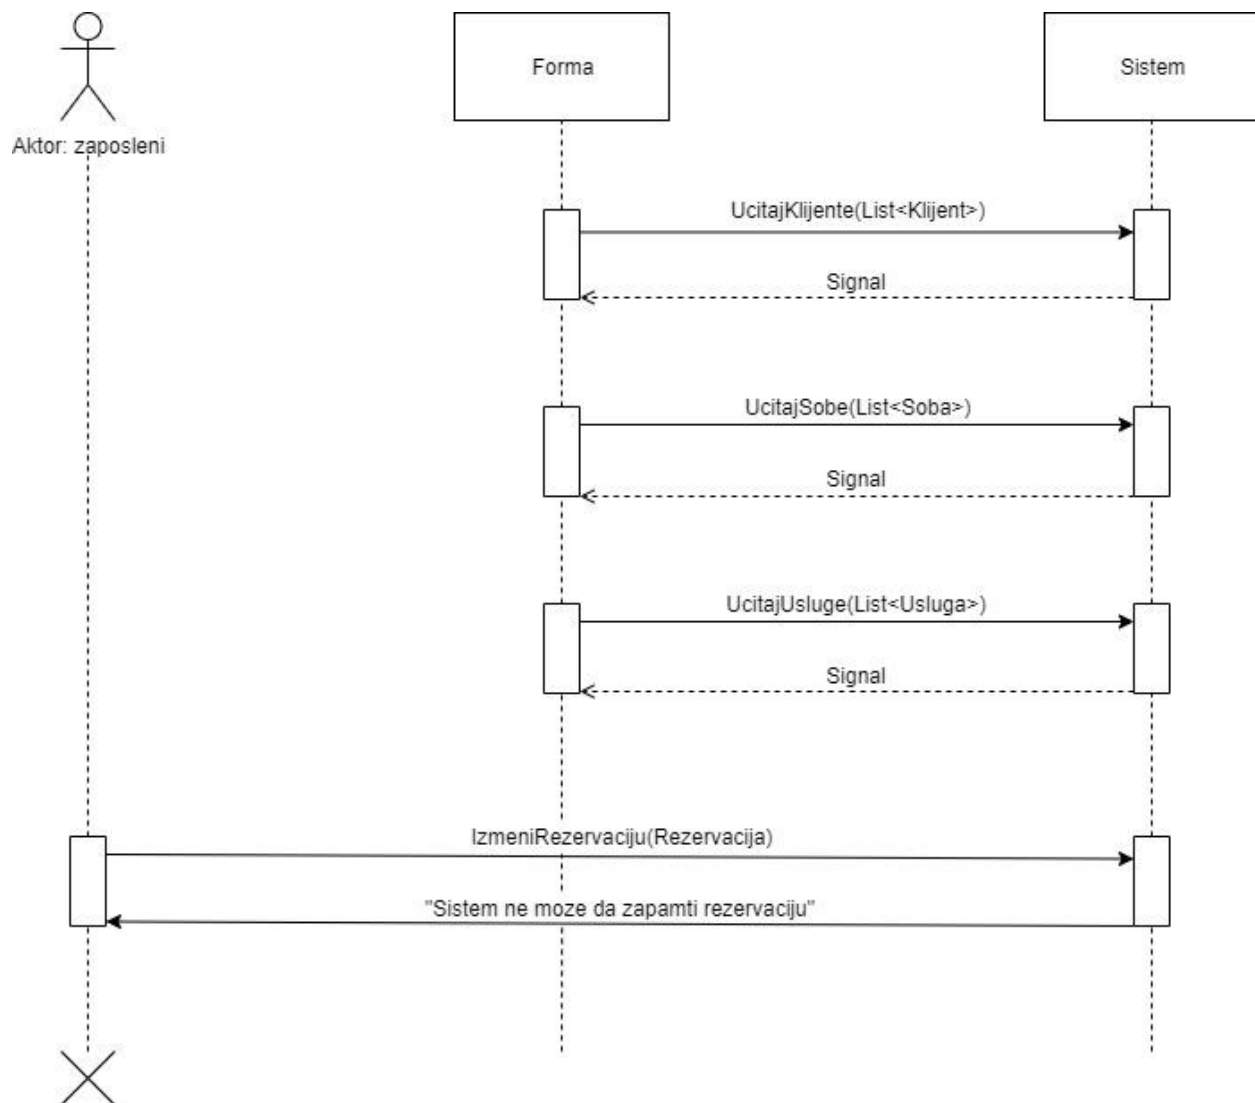 Forma
Sistem
Aktor: zaposleni
UcitajKlijente(List<Klijent>)
Signal
UcitajSobe(List<Soba>)
Signal
UcitajUsluge(List<Usluga>)
Signal
IzmeniRezervaciju(Rezervacija)
"Sistem ne moze da zapamti rezervaciju"